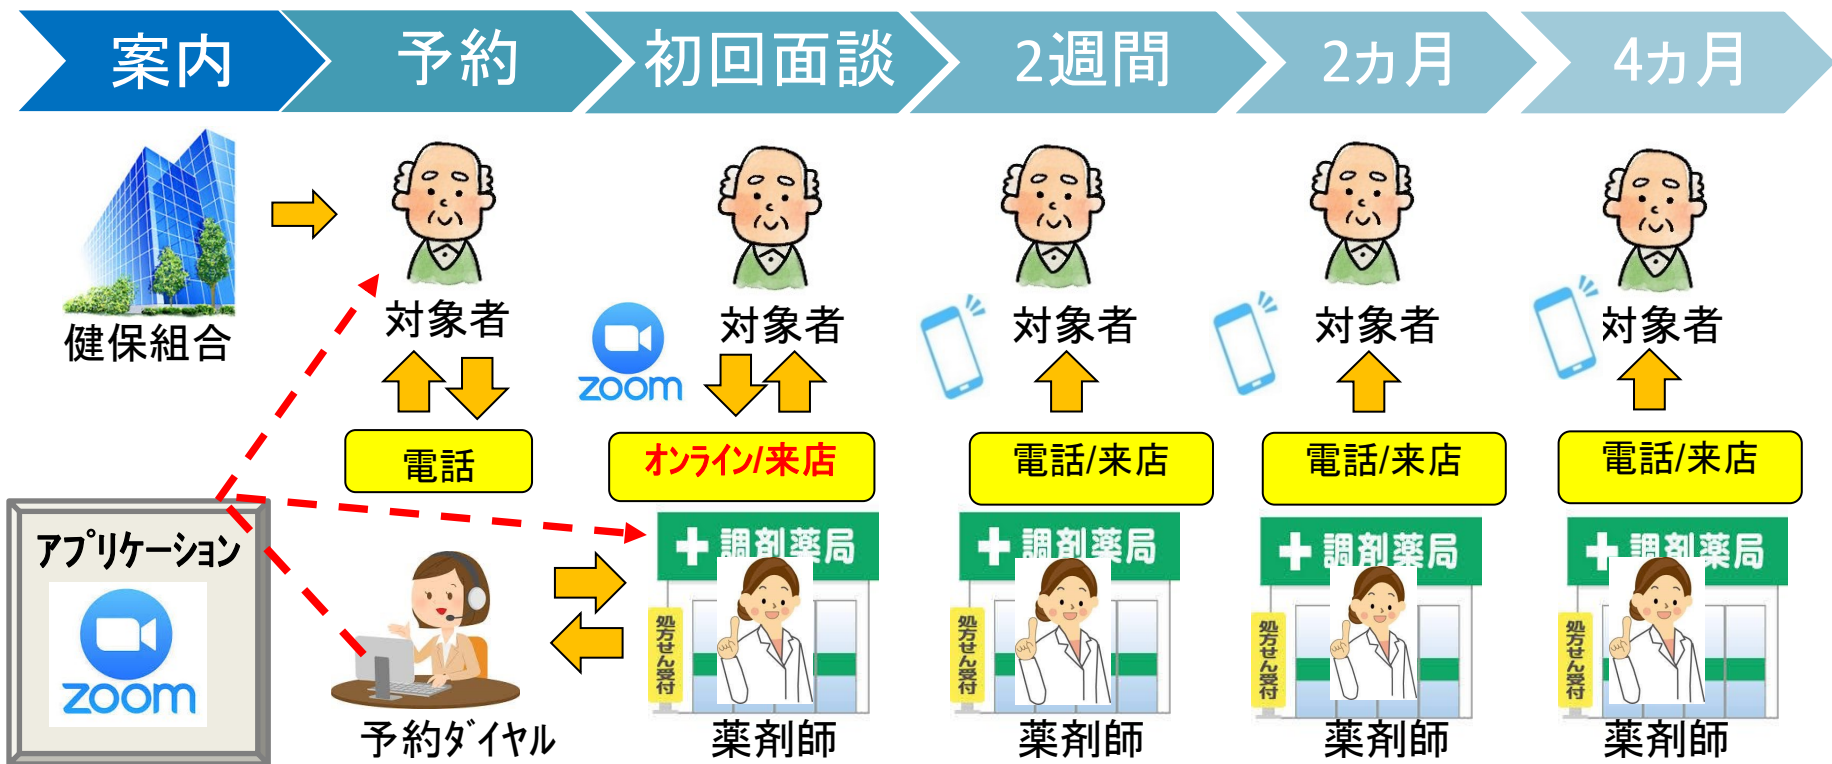 案内
予約
初回面談
2週間
2カ月
4カ月
健保組合
対象者
対象者
対象者
対象者
対象者
zoom
電話
オンライン/来店
電話/来店
電話/来店
電話/来店
アプリケーション
zoom
調剤薬局
調剤薬局
調剤薬局
調剤薬局
処方せん受付
処方せん受付
処方せん受付
処方せん受付
予約ダイヤル
薬剤師
薬剤師
薬剤師
薬剤師